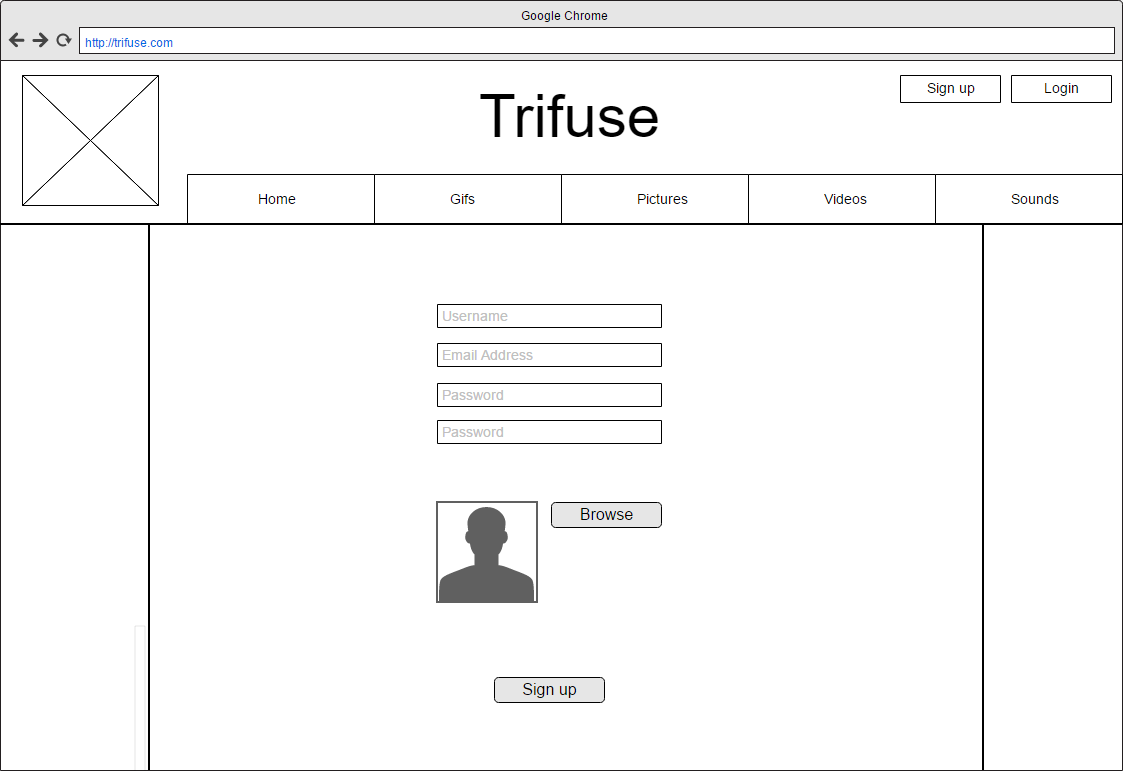 Google Chrome
http://trifuse.com
Trifuse
Sign up
Login
Home
Gifs
Pictures
Videos
Sounds
Username
Email Address
Password
Password
Browse
Sign up